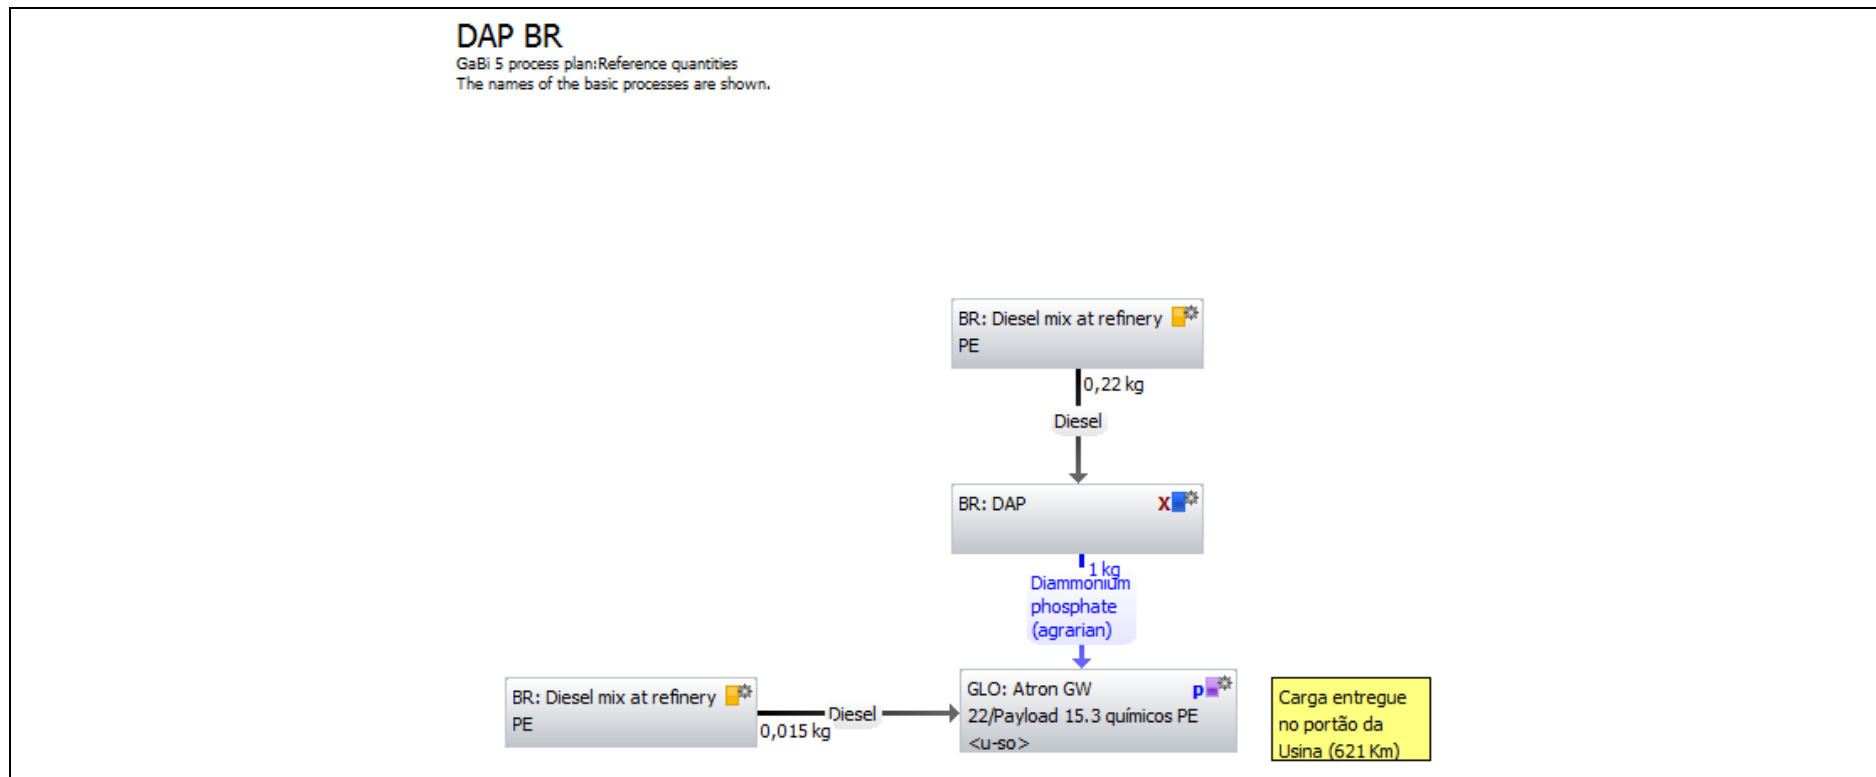 DAP BR
GaBi 5 process plan:Reference quantities
The names of the basic processes are shown.
BR: Diesel mix at refinery
PE
0,22 kg
Diesel
BR: DAP
X
1 kg
Diammonium
phosphate
(agrarian)
BR: Diesel mix at refinery
PE
Diesel
0,015 kg
GLO: Atron GW
p
22/Payload 15.3 químicos PE
<u-so>
Carga entregue
no portão da
Usina (621 Km)